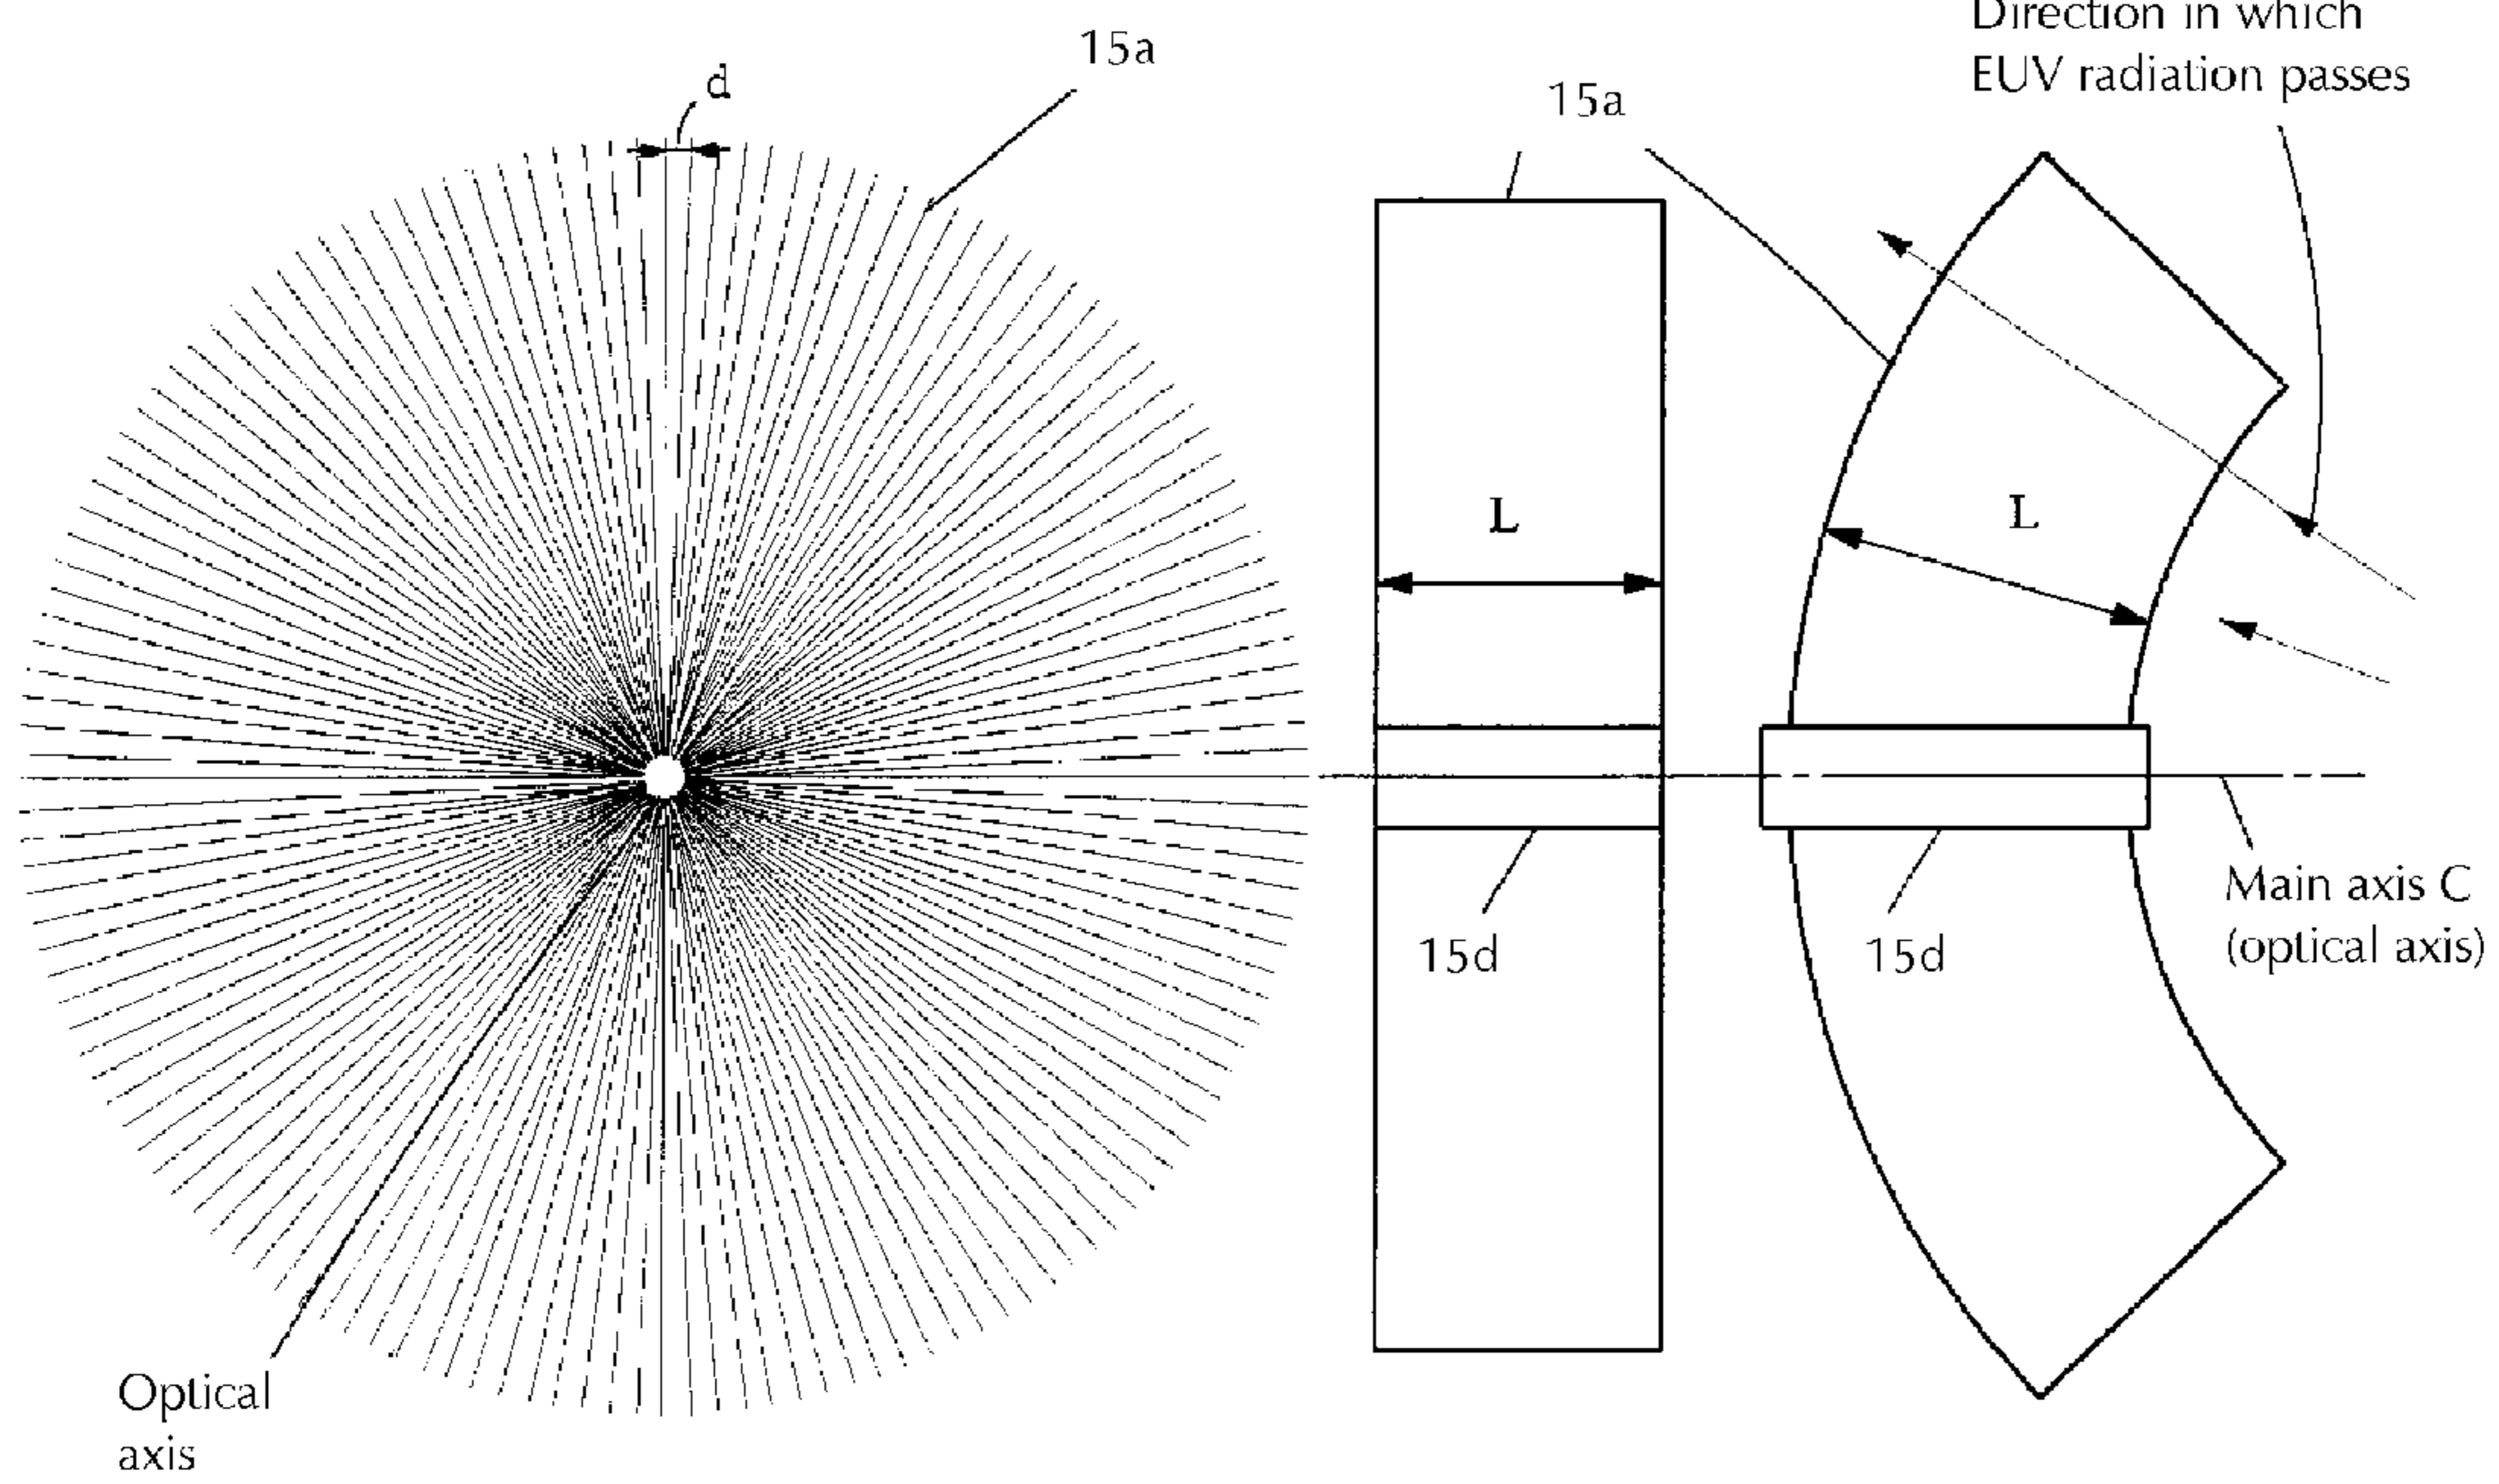 Direction in which
EUV radiation passes
15a
d
15a
L
L
15d
15d
Main axis C
(optical axis)
Optical
axis